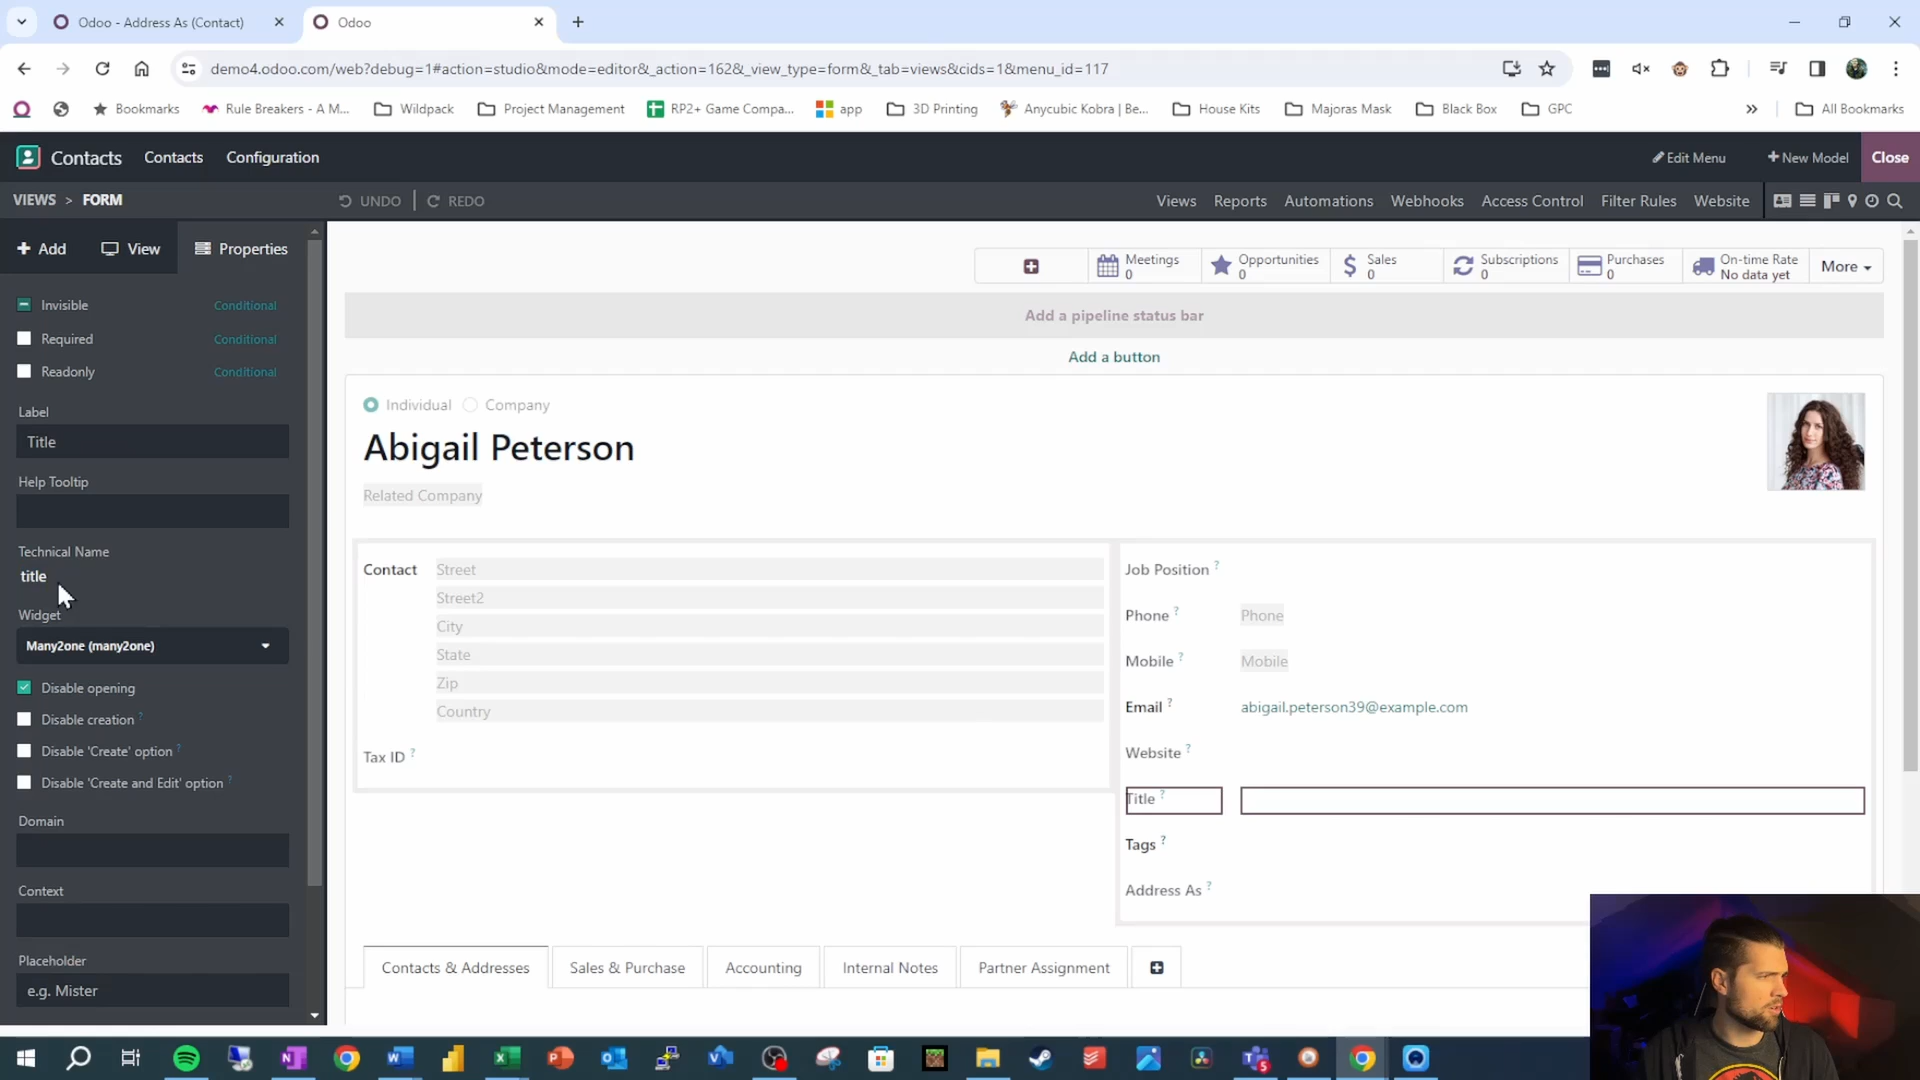 Odoo - Address As (Contact)
Odoo
demo4.odoo.com/web?debug=1#action=studio&mode=editor&_action=162&_view_type=form&_tab=views&cids=1&menu_id=117
Bookmarks
Rule Breakers - A M...
Wildpack
Project Management
RP2+ Game Compa...
app
3D Printing
Anycubic Kobra | Be...
House Kits
Majoras Mask
Black Box
GPC
All Bookmarks
Contacts
Contacts
Configuration
Edit Menu
New Model
Close
VIEWS > FORM
UNDO
REDO
Views
Reports
Automations
Webhooks
Access Control
Filter Rules
Website
Add
View
Properties
Invisible Conditional
Required Conditional
Readonly Conditional
Label
Title
Help Tooltip
Technical Name
title
Widget
Many2one (many2one)
Disable opening
Disable creation ?
Disable 'Create' option ?
Disable 'Create and Edit' option ?
Domain
Context
Placeholder
e.g. Mister
Meetings
0
Opportunities
0
Sales
0
Subscriptions
0
Purchases
0
On-time Rate
No data yet
More
Add a pipeline status bar
Add a button
Individual
Company
Abigail Peterson
Related Company
Contact
Street
Street2
City
State
Zip
Country
Tax ID ?
Job Position ?
Phone ? Phone
Mobile ? Mobile
Email ? abigail.peterson39@example.com
Website ?
Title ?
Tags ?
Address As ?
Contacts & Addresses
Sales & Purchase
Accounting
Internal Notes
Partner Assignment